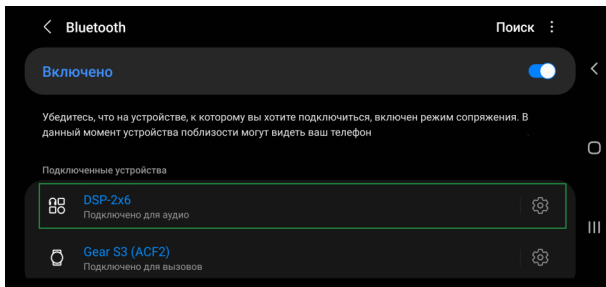 Bluetooth
Поиск
Включено
Убедитесь, что на устройстве, к которому вы хотите подключиться, включен режим сопряжения. В
данный момент устройства поблизости могут видеть ваш телефон
Подключенные устройства
DSP-2x6
Подключено для аудио
Gear S3 (ACF2)
Подключено для вызовов